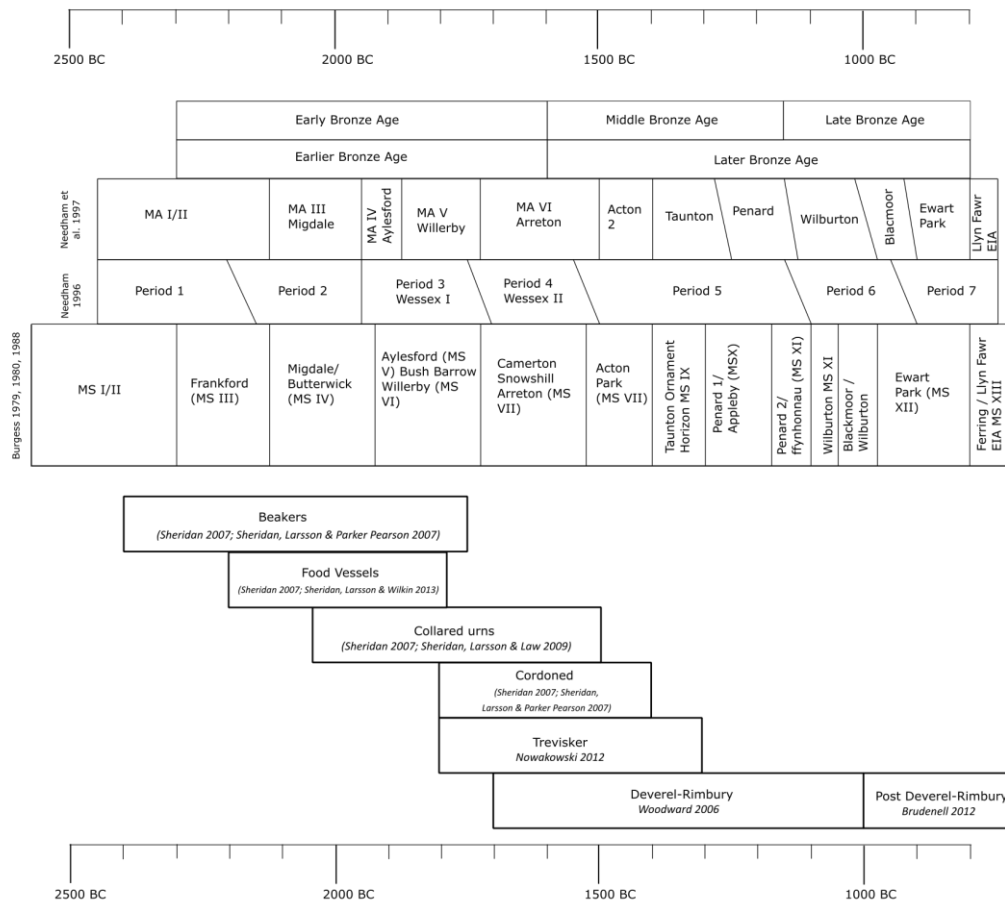 2500 BC
2000 BC
1500 BC
1000 BC
Early Bronze Age
Middle Bronze Age
Late Bronze Age
Earlier Bronze Age
Later Bronze Age
Needham et
al. 1997
MA I/II
MA III
Migdale
MA IV
Aylesford
MA V
Willerby
MA VI
Arreton
Acton
2
Taunton
Penard
Wilburton
Blacmoor
Ewart
Park
Llyn Fawr
EIA
Needham
1996
Period 1
Period 2
Period 3
Wessex I
Period 4
Wessex II
Period 5
Period 6
Period 7
Burgess 1979, 1980, 1988
MS I/II
Frankford
(MS III)
Migdale/
Butterwick
(MS IV)
Aylesford (MS
V) Bush Barrow
Willerby (MS
VI)
Camerton
Snowshill
Arreton (MS
VII)
Acton
Park
(MS VII)
Taunton Ornament
Horizon MS IX
Penard 1/
Appleby (MSX)
Penard 2/
ffynhonnau (MS XI)
Wilburton MS XI
Blackmoor /
Wilburton
Ewart
Park (MS
XII)
Ferring / Llyn Fawr
EIA MS XIII
Beakers
(Sheridan 2007; Sheridan, Larsson & Parker Pearson 2007)
Food Vessels
(Sheridan 2007; Sheridan, Larsson & Wilkin 2013)
Collared urns
(Sheridan 2007; Sheridan, Larsson & Law 2009)
Cordoned
(Sheridan 2007; Sheridan,
Larsson & Parker Pearson 2007)
Trevisker
Nowakowski 2012
Deverel-Rimbury
Woodward 2006
Post Deverel-Rimbury
Brudenell 2012
2500 BC
2000 BC
1500 BC
1000 BC